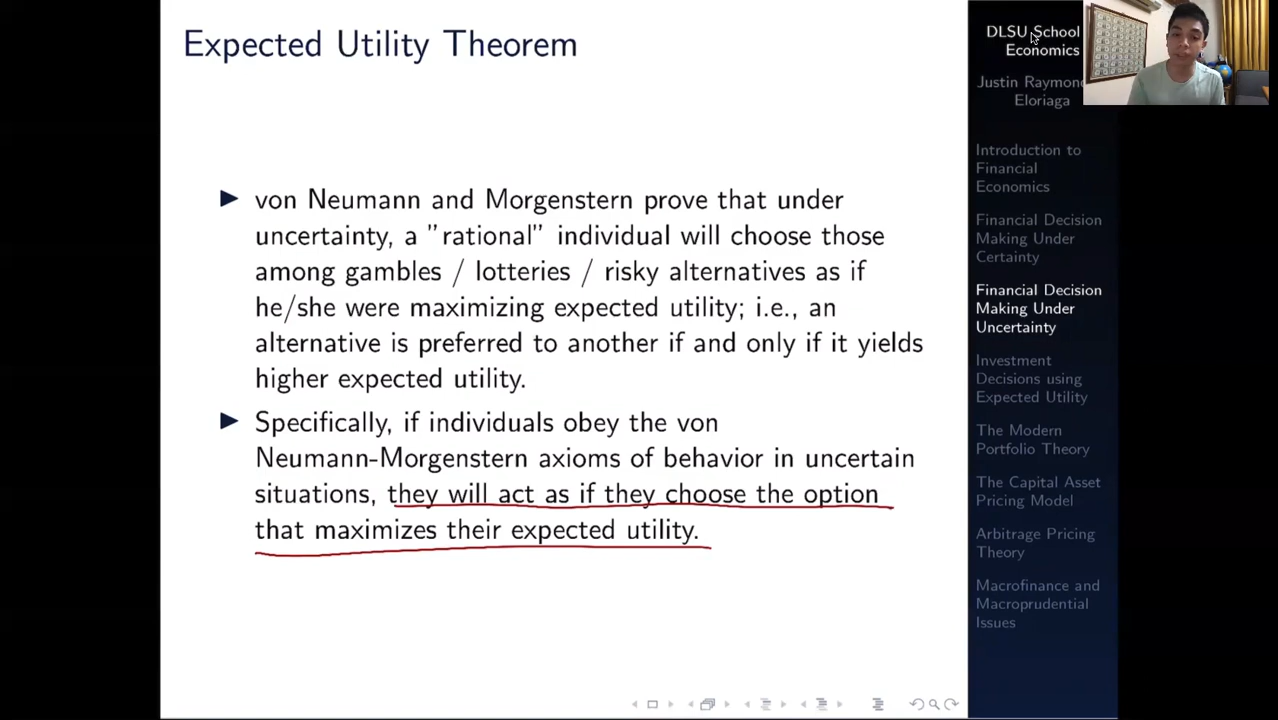 Expected Utility Theorem
von Neumann and Morgenstern prove that under
uncertainty, a "rational" individual will choose those
among gambles / lotteries / risky alternatives as if
he/she were maximizing expected utility; i.e., an
alternative is preferred to another if and only if it yields
higher expected utility.
Specifically, if individuals obey the von
Neumann-Morgenstern axioms of behavior in uncertain
situations, they will act as if they choose the option
that maximizes their expected utility.
DLSU School
Economics
Justin Raymond
Eloriaga
Introduction to
Financial
Economics
Financial Decision
Making Under
Certainty
Financial Decision
Making Under
Uncertainty
Investment
Decisions using
Expected Utility
The Modern
Portfolio Theory
The Capital Asset
Pricing Model
Arbitrage Pricing
Theory
Macrofinance and
Macroprudential
Issues